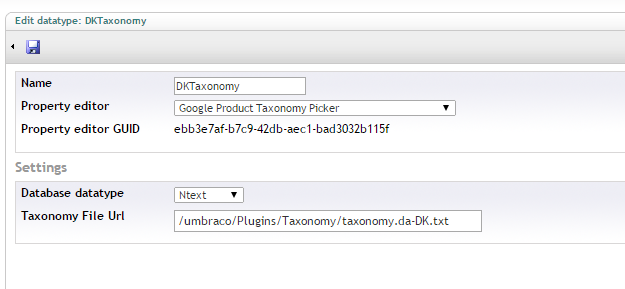 Edit datatype: DKTaxonomy
Name DKTaxonomy
Property editor Google Product Taxonomy Picker
Property editor GUID ebb3e7af-b7c9-42db-aec1-bad3032b115f
Settings
Database datatype Ntext
Taxonomy File Url /umbraco/Plugins/Taxonomy/taxonomy.da-DK.txt